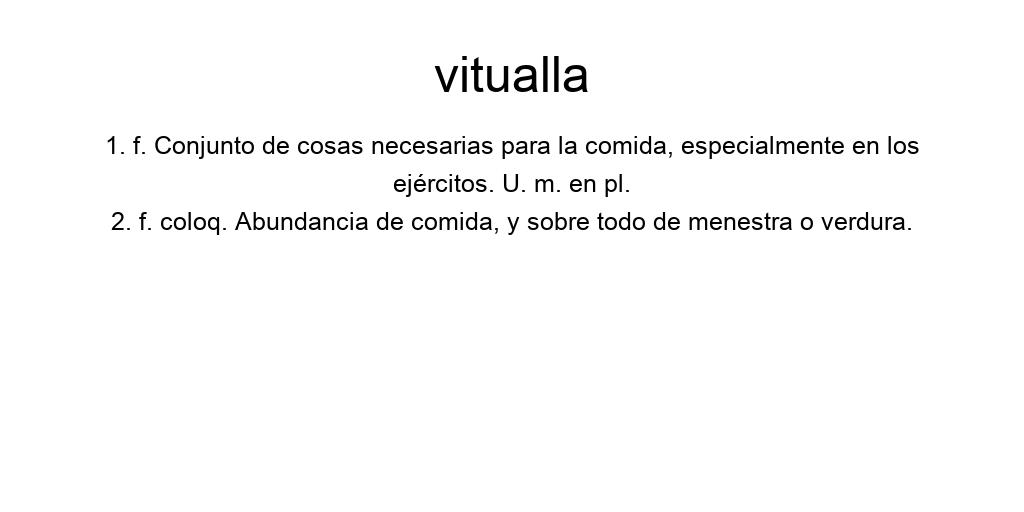 vitualla
1. f. Conjunto de cosas necesarias para la comida, especialmente en los
ejércitos. U. m. en pl.
2. f. coloq. Abundancia de comida, y sobre todo de menestra o verdura.